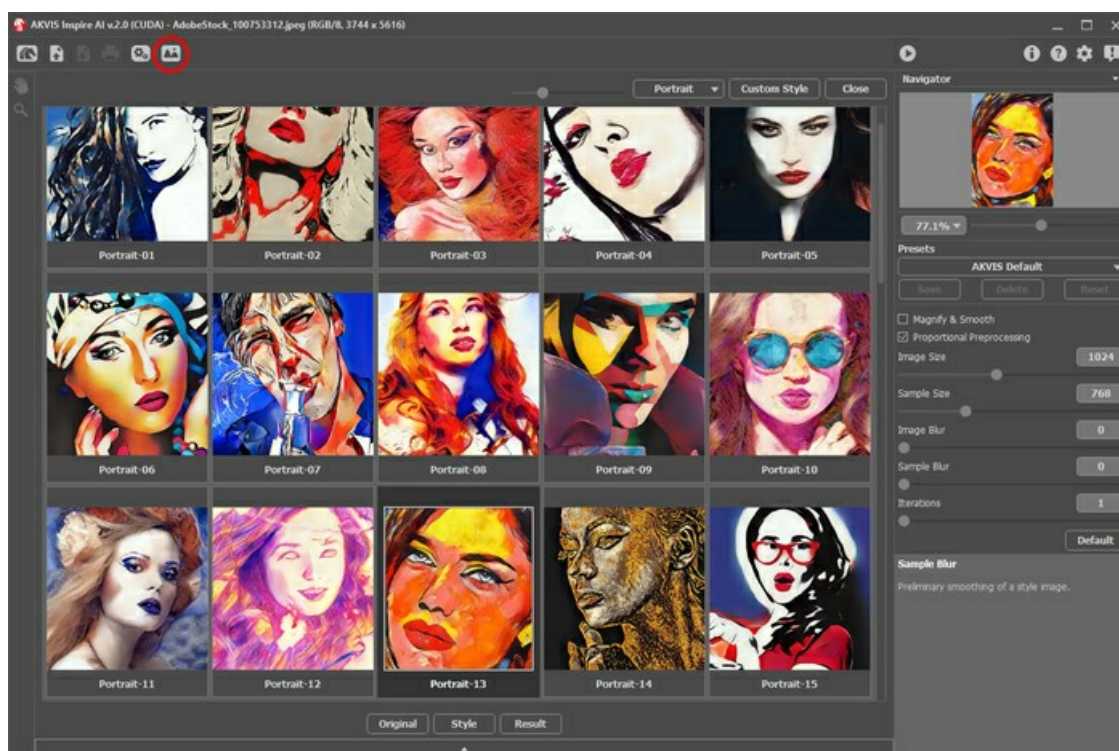 AKVIS Inspire AI v.2.0 (CUDA) - AdobeStock_100753312.jpeg (RGB/8, 3744 x 5616)
Portrait
Custom Style
Close
Portrait-01
Portrait-02
Portrait-03
Portrait-04
Portrait-05
Portrait-06
Portrait-07
Portrait-08
Portrait-09
Portrait-10
Portrait-11
Portrait-12
Portrait-13
Portrait-14
Portrait-15
Original
Style
Result
Navigator
77.1%
Presets
AKVIS Default
Save
Delete
Reset
Magnify & Smooth
Proportional Preprocessing
Image Size
1024
Sample Size
768
Image Blur
0
Sample Blur
0
Iterations
1
Default
Sample Blur
Preliminary smoothing of a style image.